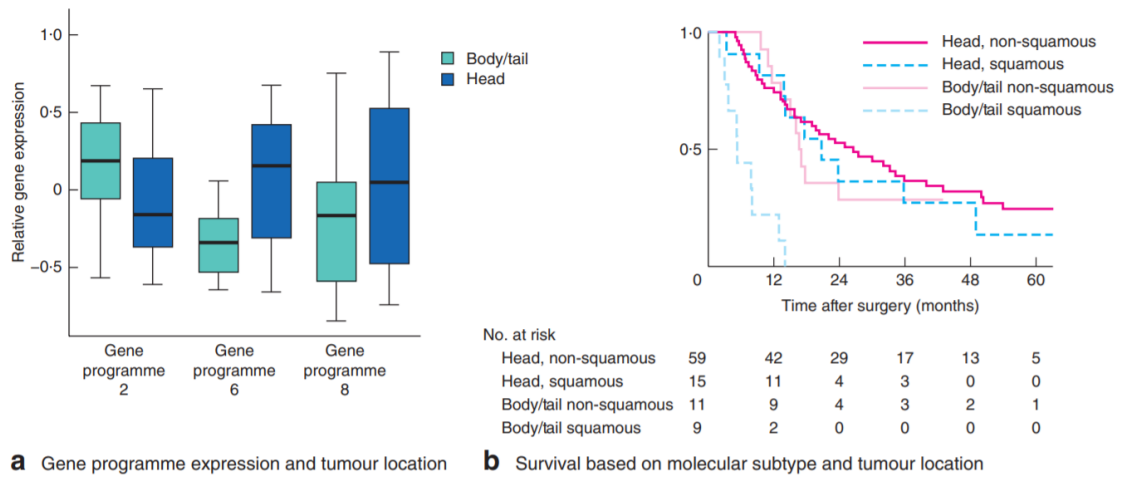 1·0
0·5
0
–0·5
Relative gene expression
Body/tail
Head
Gene programme 2
Gene programme 6
Gene programme 8
a Gene programme expression and tumour location
1·0
0·5
0 12 24 36 48 60
Time after surgery (months)
Head, non-squamous
Head, squamous
Body/tail non-squamous
Body/tail squamous
No. at risk
Head, non-squamous 59 42 29 17 13 5
Head, squamous 15 11 4 3 0 0
Body/tail non-squamous 11 9 4 3 2 1
Body/tail squamous 9 2 0 0 0 0
b Survival based on molecular subtype and tumour location